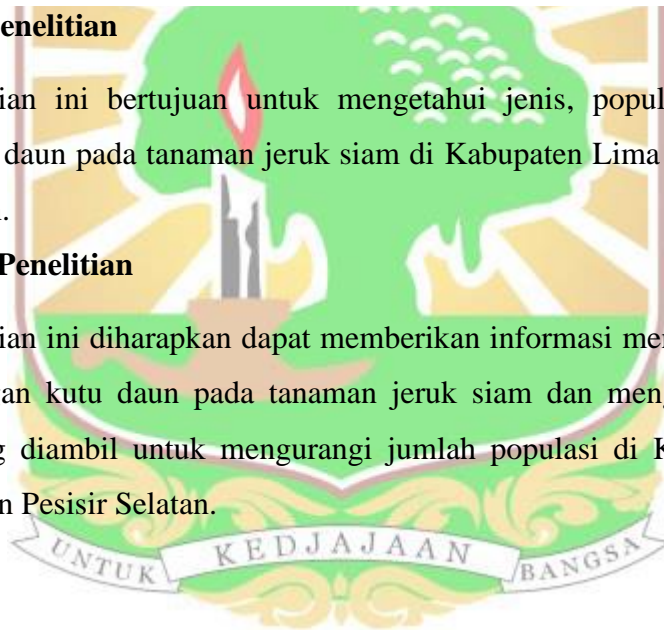 enelitian
ian ini bertujuan untuk mengetahui jenis, popul
daun pada tanaman jeruk siam di Kabupaten Lima
.
Penelitian
ian ini diharapkan dapat memberikan informasi mer
an kutu daun pada tanaman jeruk siam dan meng
g diambil untuk mengurangi jumlah populasi di K
n Pesisir Selatan.
UNTUK KEDJAJAAN BANGSA